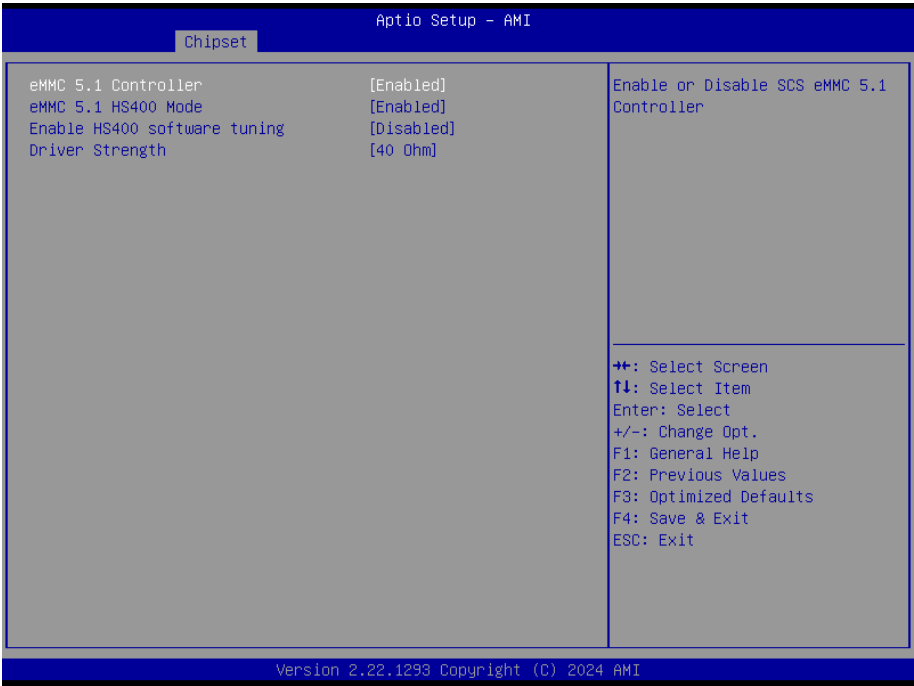 Aptio Setup - AMI
Chipset
eMMC 5.1 Controller [Enabled]
eMMC 5.1 HS400 Mode [Enabled]
Enable HS400 software tuning [Disabled]
Driver Strength [40 Ohm]
Enable or Disable SCS eMMC 5.1
Controller
→←: Select Screen
↑↓: Select Item
Enter: Select
+/-: Change Opt.
F1: General Help
F2: Previous Values
F3: Optimized Defaults
F4: Save & Exit
ESC: Exit
Version 2.22.1293 Copyright (C) 2024 AMI